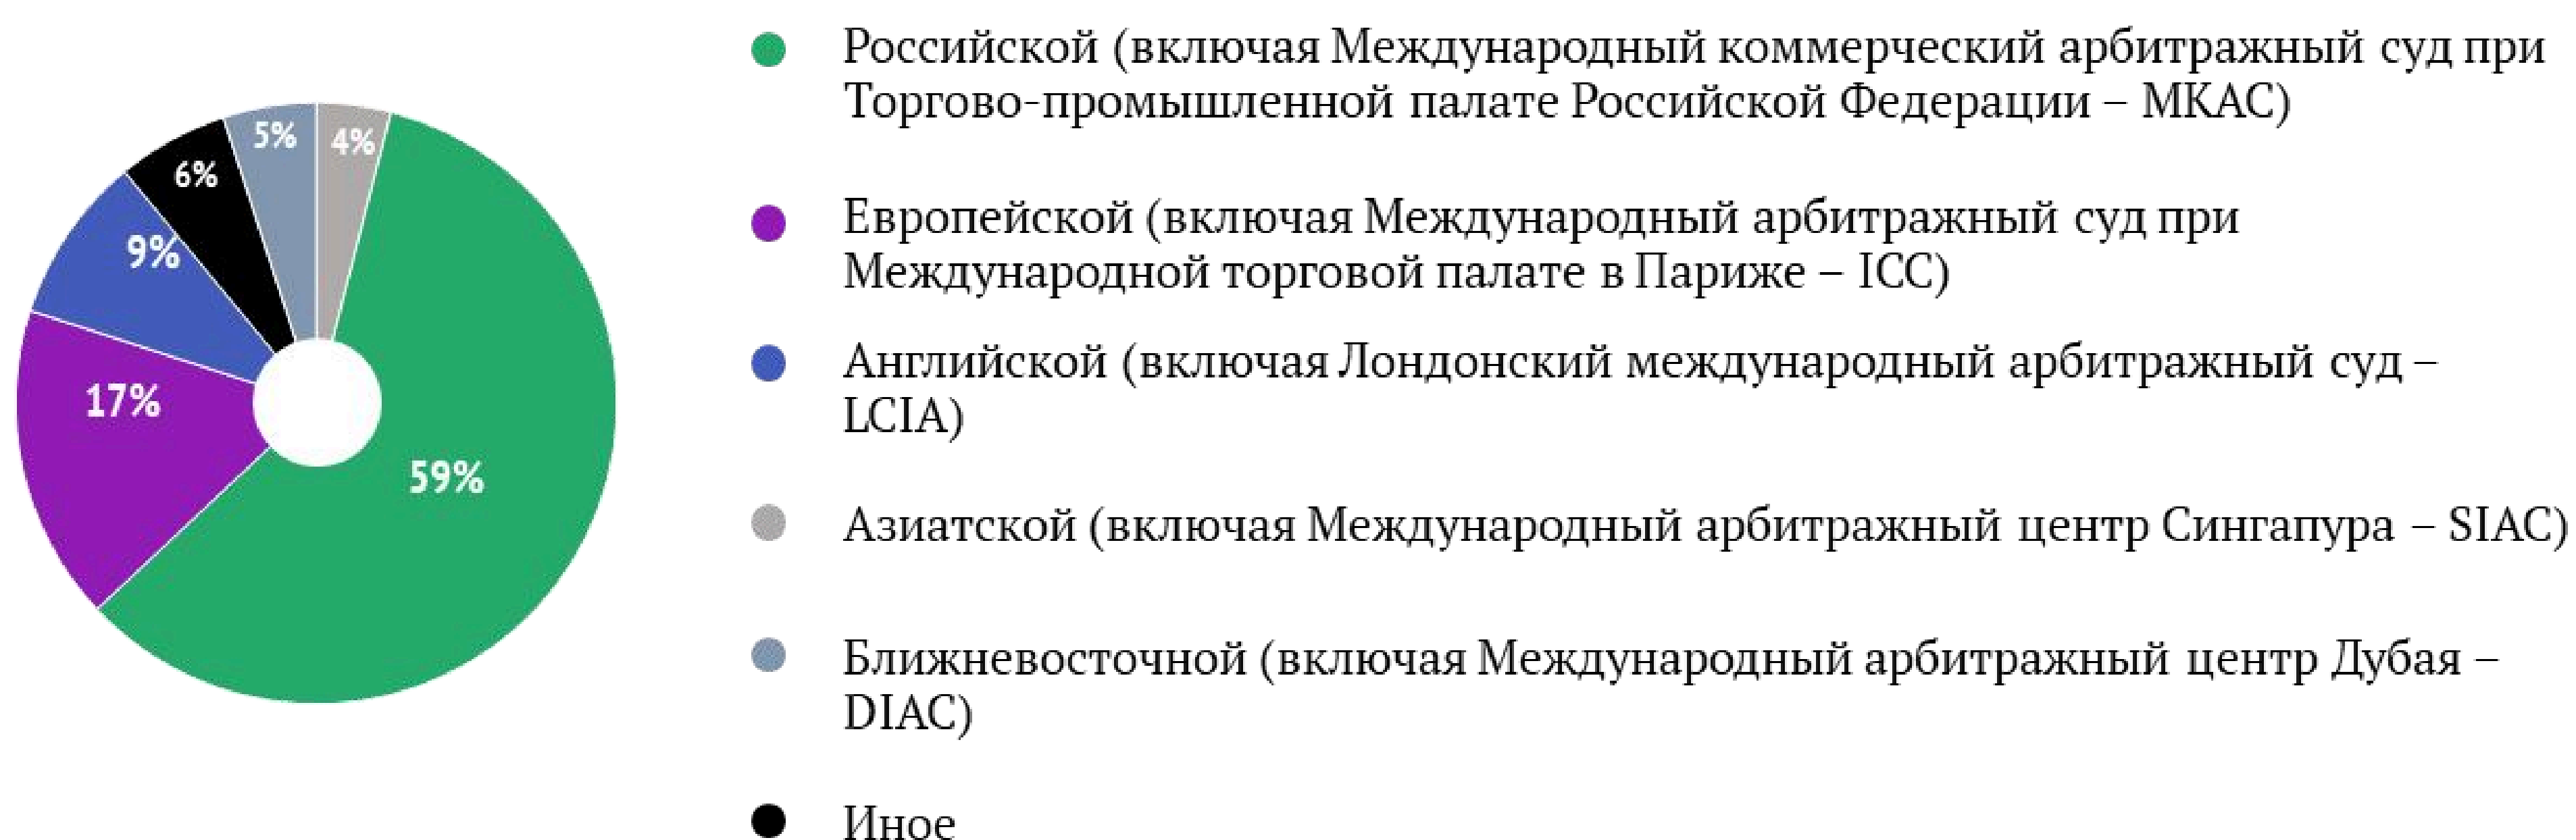 Российской (включая Международный коммерческий арбитражный суд при
Торгово-промышленной палате Российской Федерации – МКАС)
5%
4%
6%
Европейской (включая Международный арбитражный суд при
9%
Международной торговой палате в Париже – ICC)
Английской (включая Лондонский международный арбитражный суд –
17%
LCIA)
59%
Азиатской (включая Международный арбитражный центр Сингапура – SIAC)
Ближневосточной (включая Международный арбитражный центр Дубая –
DIAC)
Иное